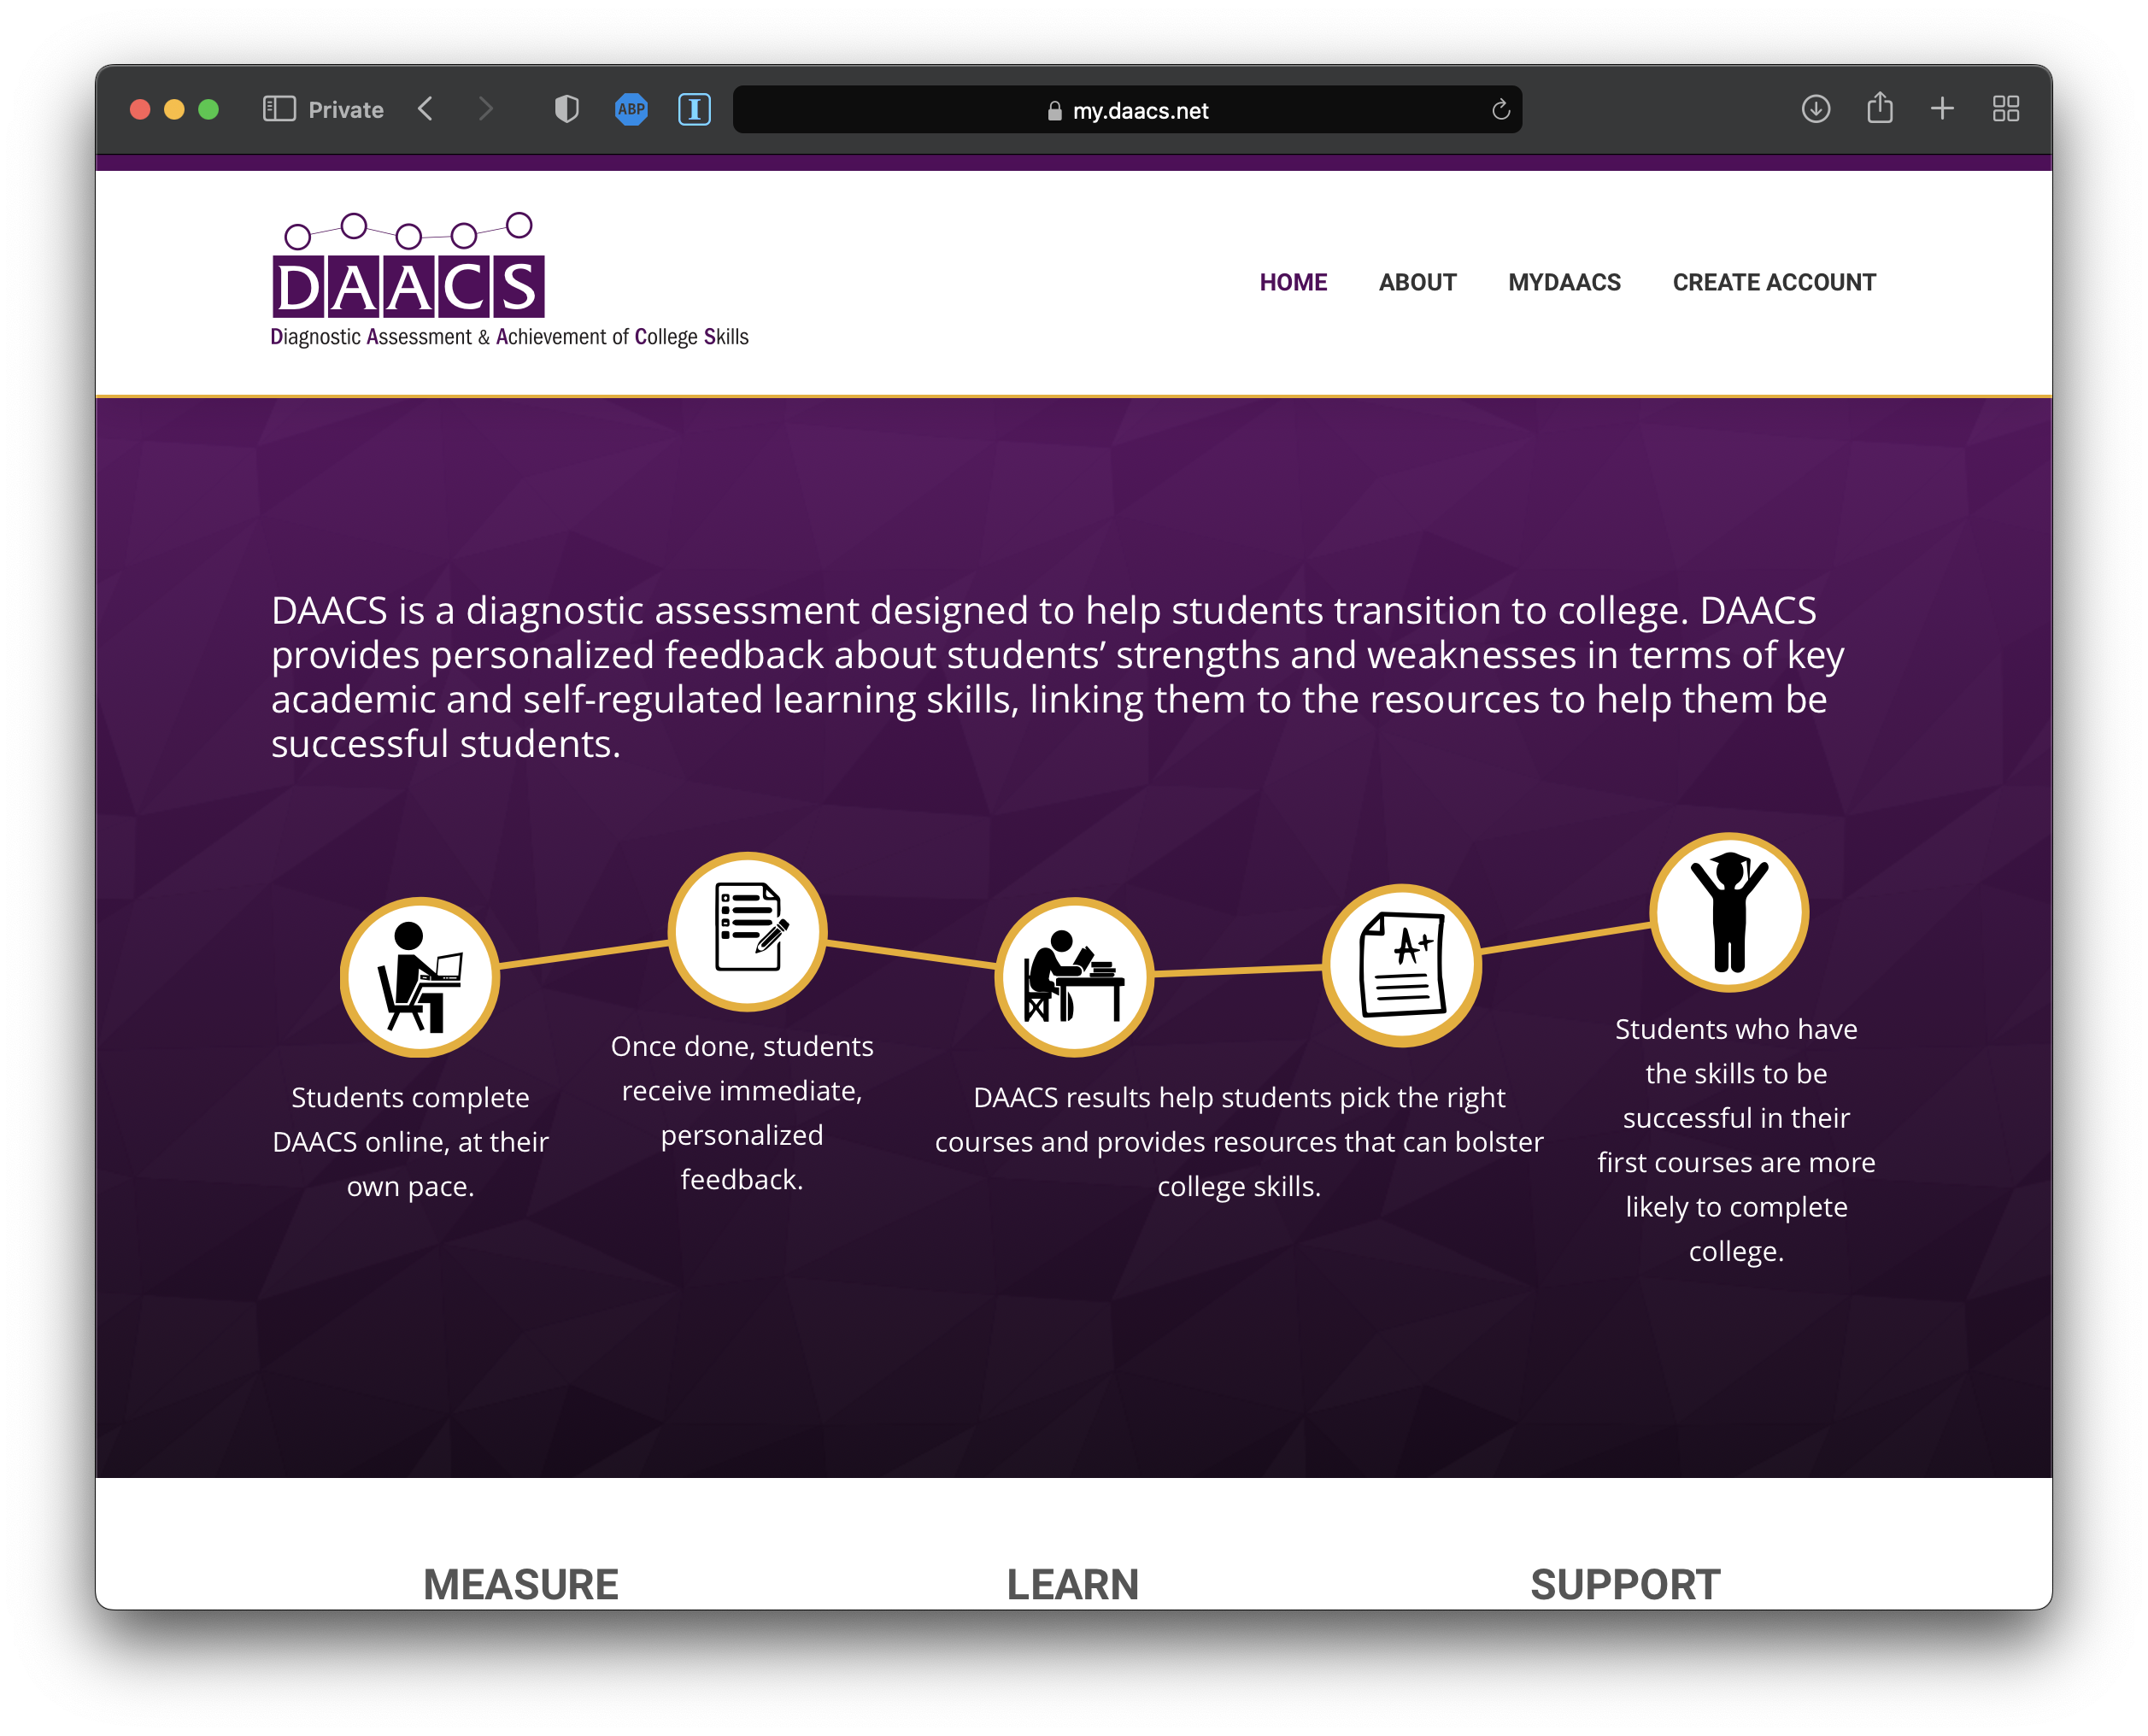 Private
ABP
I
my.daacs.net
DAACS
Diagnostic Assessment & Achievement of College Skills
HOME
ABOUT
MYDAACS
CREATE ACCOUNT
DAACS is a diagnostic assessment designed to help students transition to college. DAACS
provides personalized feedback about students’ strengths and weaknesses in terms of key
academic and self-regulated learning skills, linking them to the resources to help them be
successful students.
Students complete
DAACS online, at their
own pace.
Once done, students
receive immediate,
personalized
feedback.
A+
DAACS results help students pick the right
courses and provides resources that can bolster
college skills.
Students who have
the skills to be
successful in their
first courses are more
likely to complete
college.
MEASURE
LEARN
SUPPORT